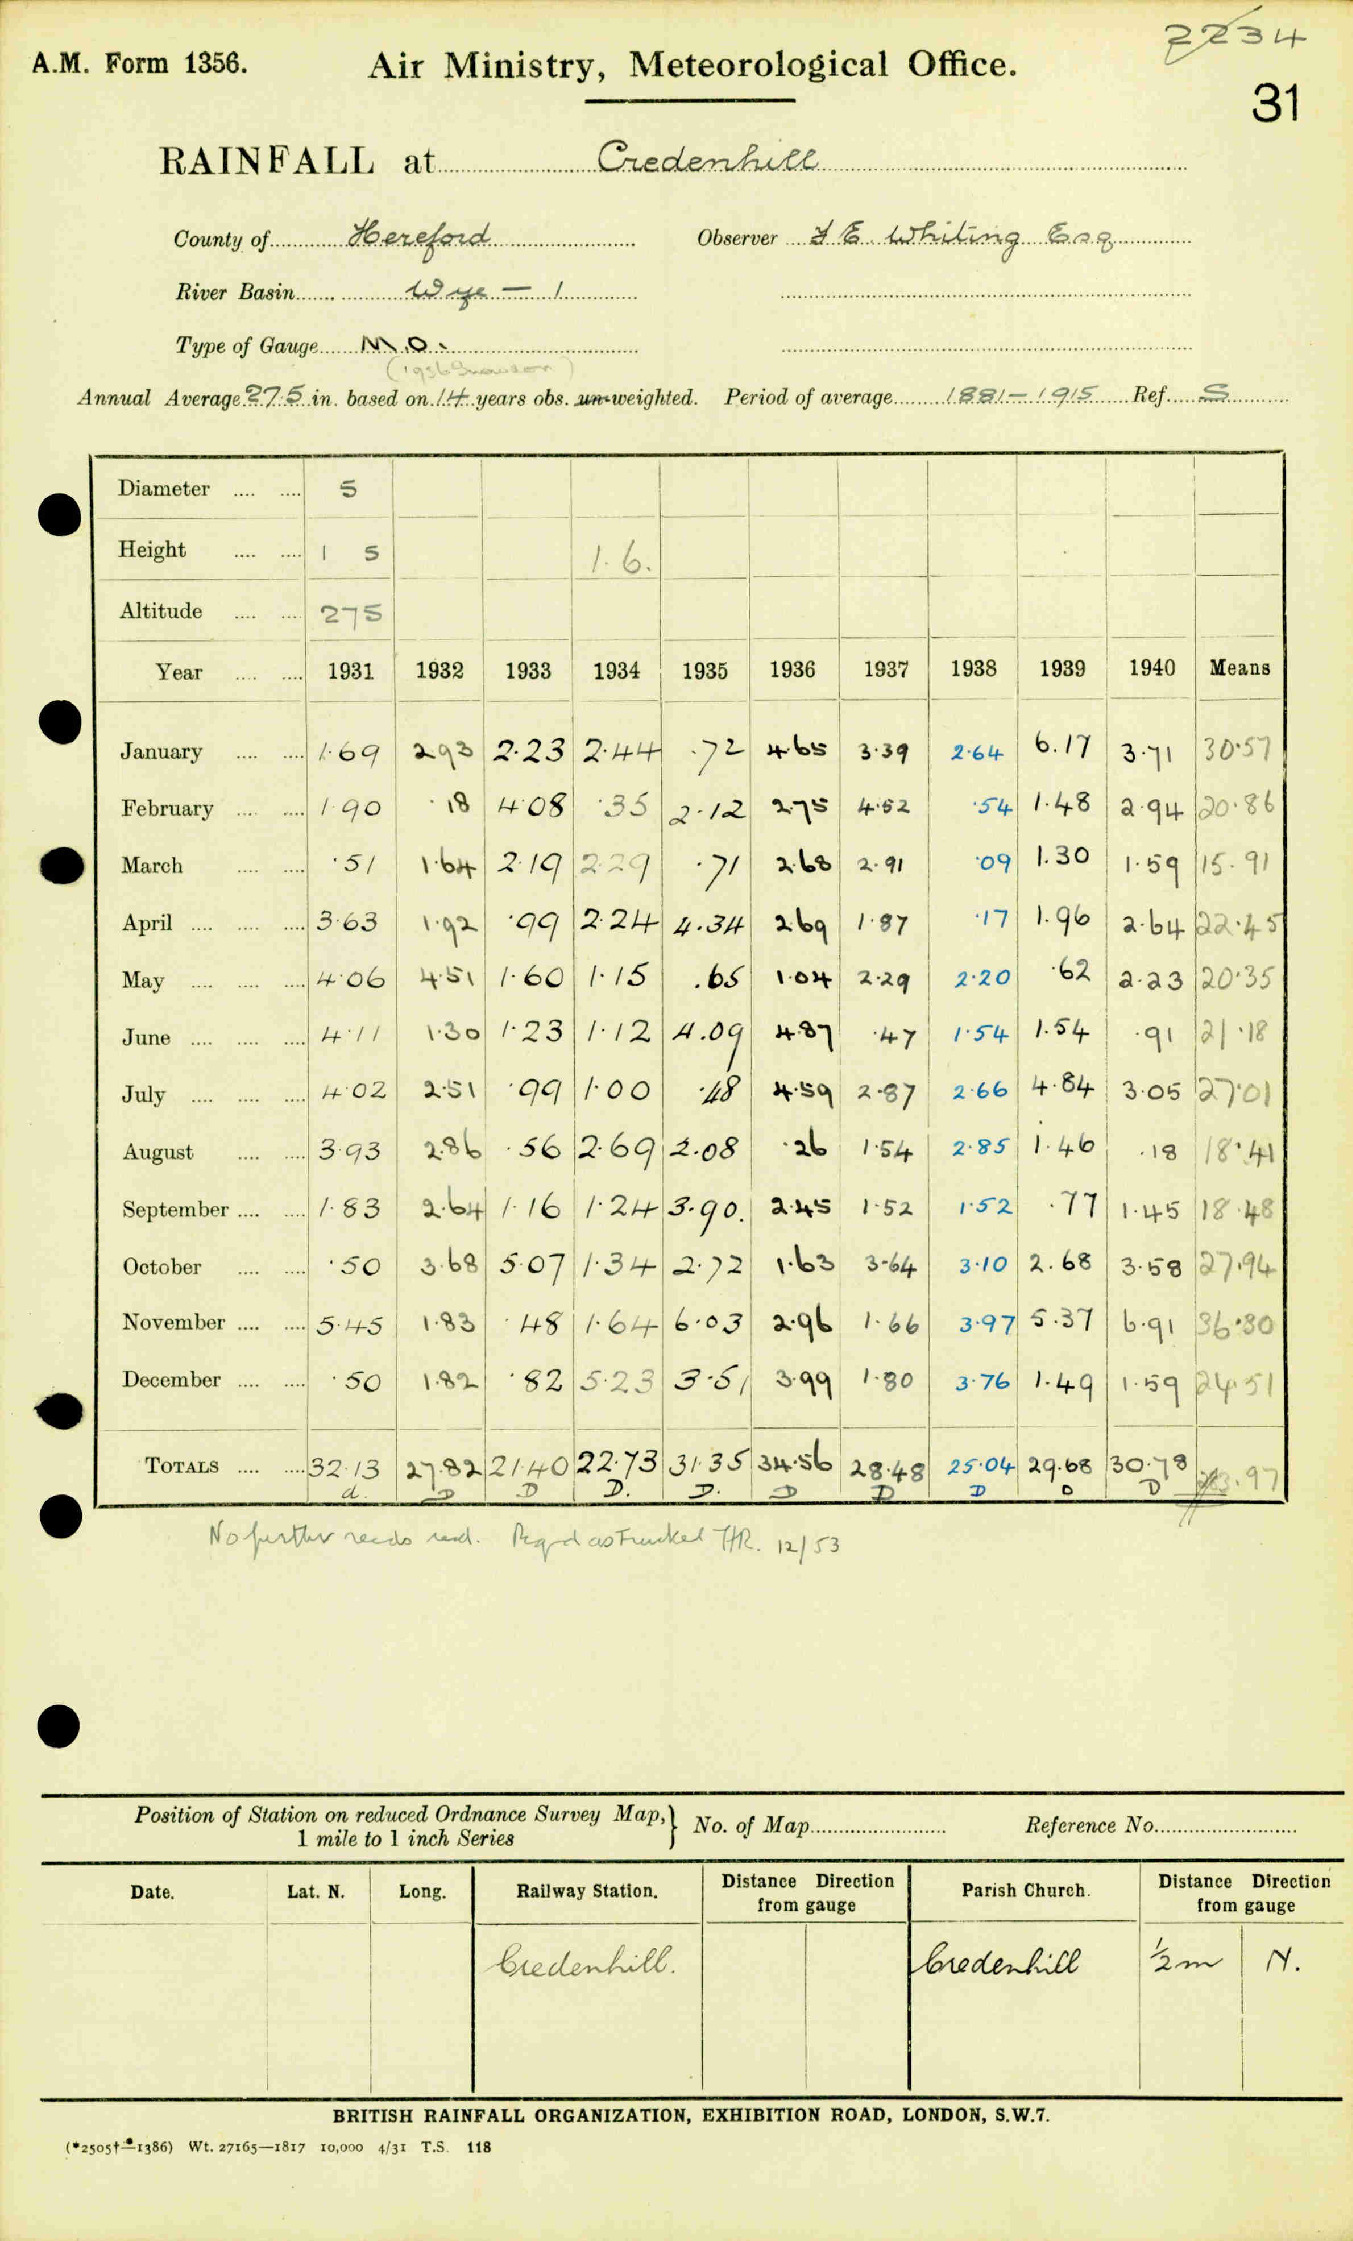 2234
A.M. Form 1356. Air Ministry, Meteorological Office.
31
RAINFALL at Credenhill
County of Hereford Observer F E. Whiting Esq
River Basin Wye — 1
Type of Gauge M.O.
(1936 Snowdon)
Annual Average 27.5 in. based on 14 years obs. un-weighted. Period of average 1881-1915 Ref. S
Diameter .... .... 5
Height .... .... 1 5 1.6.
Altitude .... .... 275
Year .... .... 1931 1932 1933 1934 1935 1936 1937 1938 1939 1940 Means
January .... .... 1·69 2.93 2·23 2·44 ·72 4·65 3·39 2·64 6.17 3·71 30·57
February .... .... 1·90 ·18 4·08 ·35 2·12 2·75 4·52 ·54 1·48 2·94 20·86
March .... .... ·51 1·64 2·19 2·29 ·71 2·68 2·91 ·09 1.30 1·59 15·91
April .... .... .... 3·63 1·92 ·99 2·24 4·34 2·69 1·87 ·17 1.96 2·64 22·45
May .... .... .... 4·06 4·51 1·60 1·15 .65 1·04 2·29 2·20 ·62 2·23 20·35
June .... .... .... 4·11 1·30 1·23 1·12 4.09 4·87 ·47 1·54 1.54 ·91 21·18
July .... .... .... 4·02 2·51 ·99 1·00 ·48 4·59 2·87 2·66 4·84 3·05 27·01
August .... .... 3·93 2·86 ·56 2·69 2.08 ·26 1·54 2·85 1·46 ·18 18·41
September .... .... 1·83 2·64 1·16 1·24 3·90. 2·45 1·52 1·52 ·77 1·45 18·48
October .... .... ·50 3·68 5·07 1·34 2·72 1·63 3·64 3·10 2.68 3·58 27·94
November .... .... 5·45 1·83 ·48 1·64 6·03 2·96 1·66 3·97 5.37 6·91 36·30
December .... .... ·50 1·82 ·82 5·23 3·51 3·99 1·80 3·76 1·49 1·59 24·51
TOTALS .... .... 32·13 27·82 21·40 22·73 31·35 34·56 28·48 25·04 29·68 30·78 283·97
d. D D D. D. D D D D D
No further recds recd. THR. 12/53
Position of Station on reduced Ordnance Survey Map, } No. of Map Reference No.
1 mile to 1 inch Series
Date. Lat. N. Long. Railway Station. Distance Direction from gauge Parish Church. Distance Direction from gauge
Credenhill. Credenhill ½m N.
BRITISH RAINFALL ORGANIZATION, EXHIBITION ROAD, LONDON, S.W.7.
(*2505†—1386) Wt. 27165—1817 10,000 4/31 T.S. 118